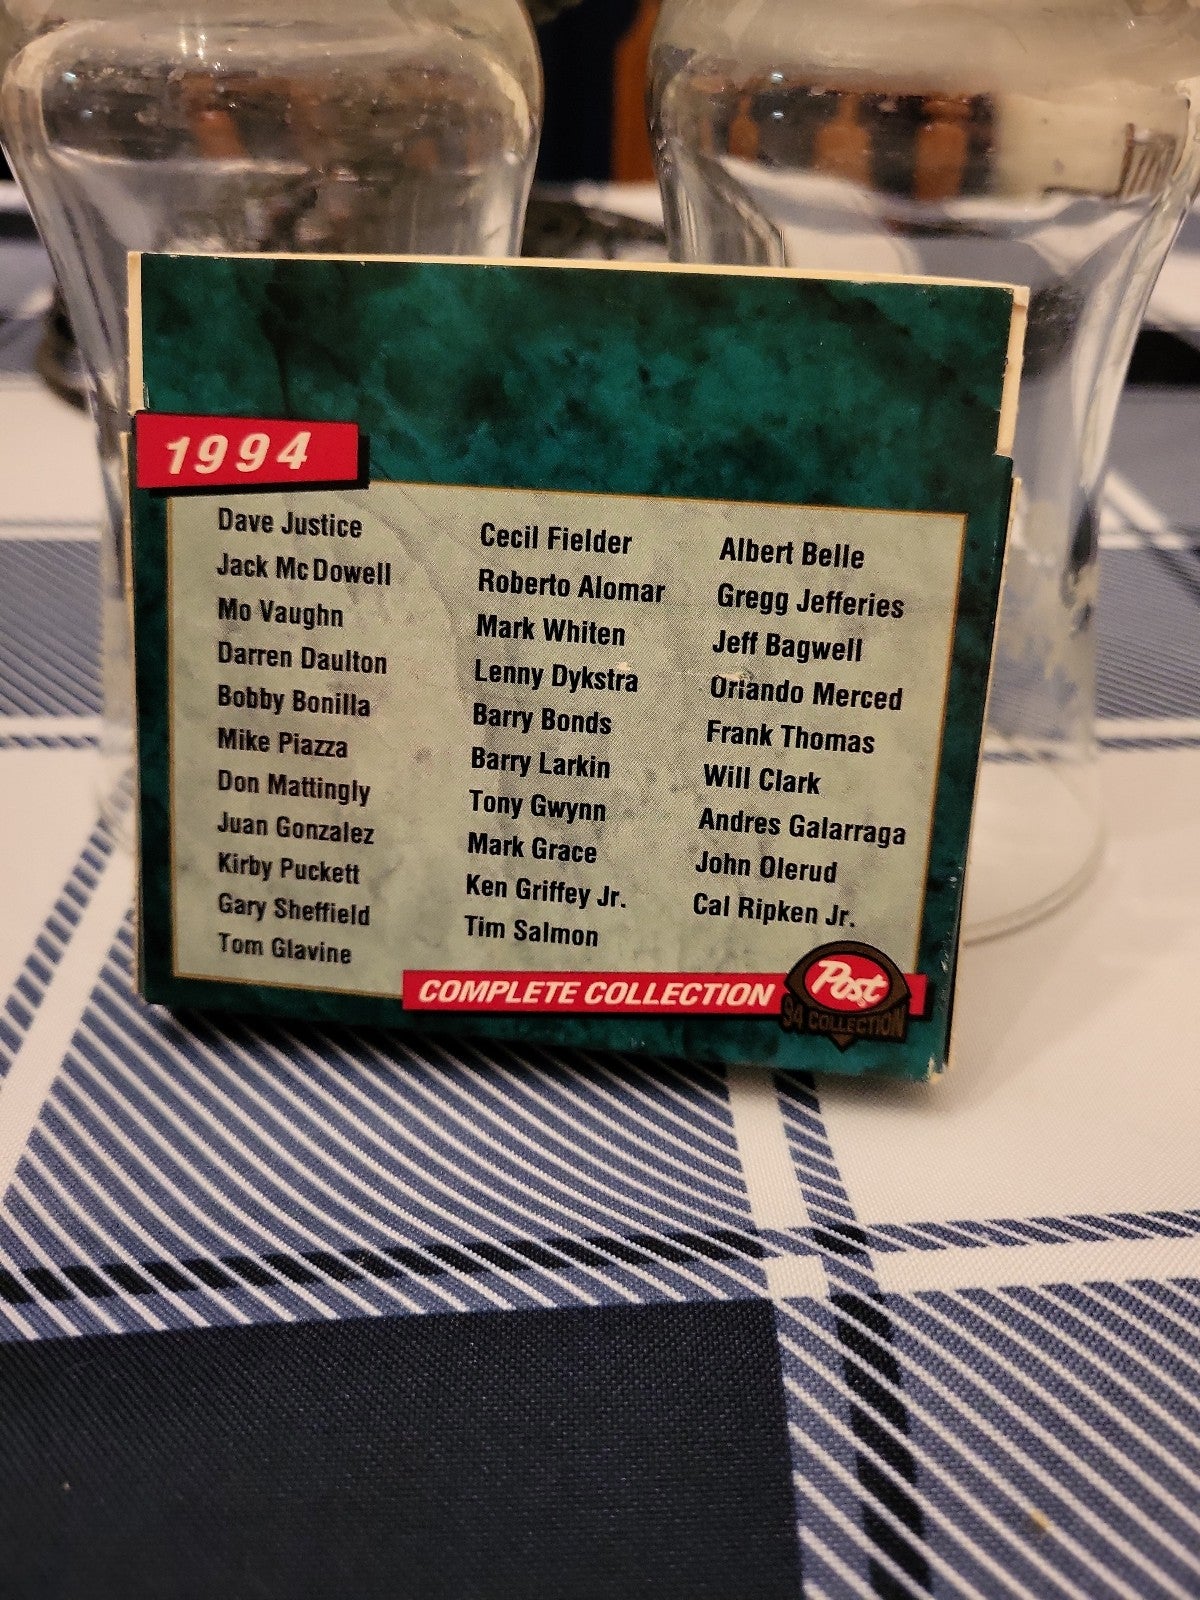 1994
Dave Justice
Jack McDowell
Mo Vaughn
Darren Daulton
Bobby Bonilla
Mike Piazza
Don Mattingly
Juan Gonzalez
Kirby Puckett
Gary Sheffield
Tom Glavine
Cecil Fielder
Roberto Alomar
Mark Whiten
Lenny Dykstra
Barry Bonds
Barry Larkin
Tony Gwynn
Mark Grace
Ken Griffey Jr.
Tim Salmon
Albert Belle
Gregg Jefferies
Jeff Bagwell
Orlando Merced
Frank Thomas
Will Clark
Andres Galarraga
John Olerud
Cal Ripken Jr.
COMPLETE COLLECTION
Post
94 COLLECTION